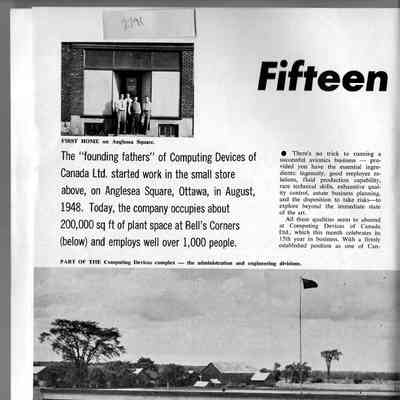 2791
Fifteen
FIRST HOME on Anglesea Square.
The "founding fathers" of Computing Devices of
Canada Ltd. started work in the small store
above, on Anglesea Square, Ottawa, in August,
1948. Today, the company occupies about
200,000 sq ft of plant space at Bell's Corners
(below) and employs well over 1,000 people.
● There's no trick to running a
successful avionics business — pro-
vided you have the essential ingre-
dients: ingenuity, good employee re-
lations, fluid production capability,
rare technical skills, exhaustive qual-
ity control, astute business planning,
and the disposition to take risks—to
explore beyond the immediate state
of the art.
All these qualities seem to abound
at Computing Devices of Canada
Ltd., which this month celebrates its
15th year in business. With a firmly
established position as one of Can-
PART OF THE Computing Devices complex — the administration and engineering divisions.